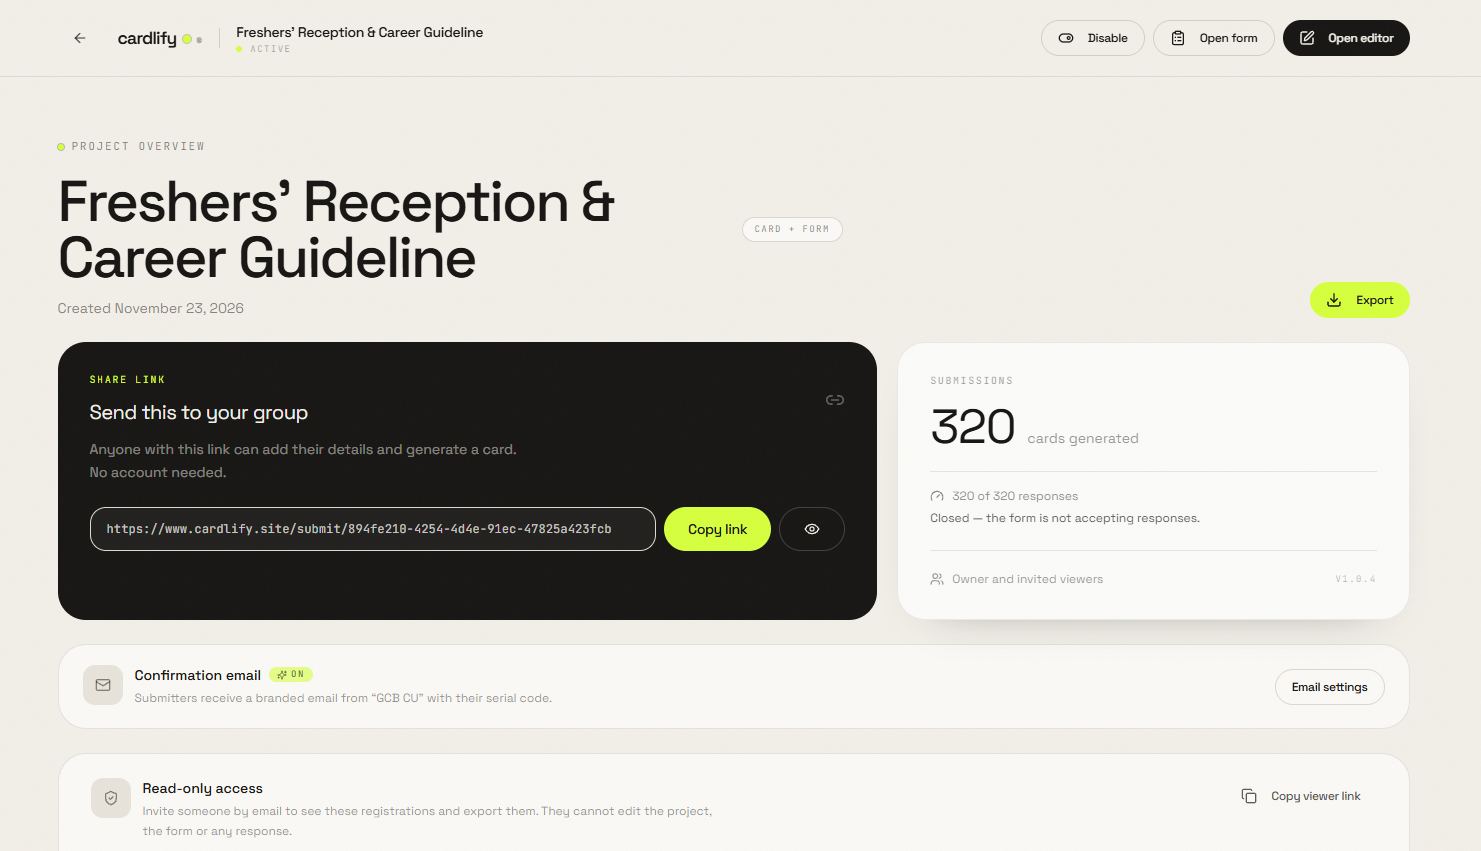 cardlify
Freshers' Reception & Career Guideline
ACTIVE
Disable
Open form
Open editor
PROJECT OVERVIEW
Freshers' Reception &
Career Guideline
CARD + FORM
Created November 23, 2026
Export
SHARE LINK
Send this to your group
Anyone with this link can add their details and generate a card.
No account needed.
https://www.cardlify.site/submit/894fe210-4254-4d4e-91ec-47825a423fcb
Copy link
SUBMISSIONS
320 cards generated
320 of 320 responses
Closed — the form is not accepting responses.
Owner and invited viewers
V1.0.4
Confirmation email
ON
Submitters receive a branded email from “GCB CU” with their serial code.
Email settings
Read-only access
Invite someone by email to see these registrations and export them. They cannot edit the project,
the form or any response.
Copy viewer link